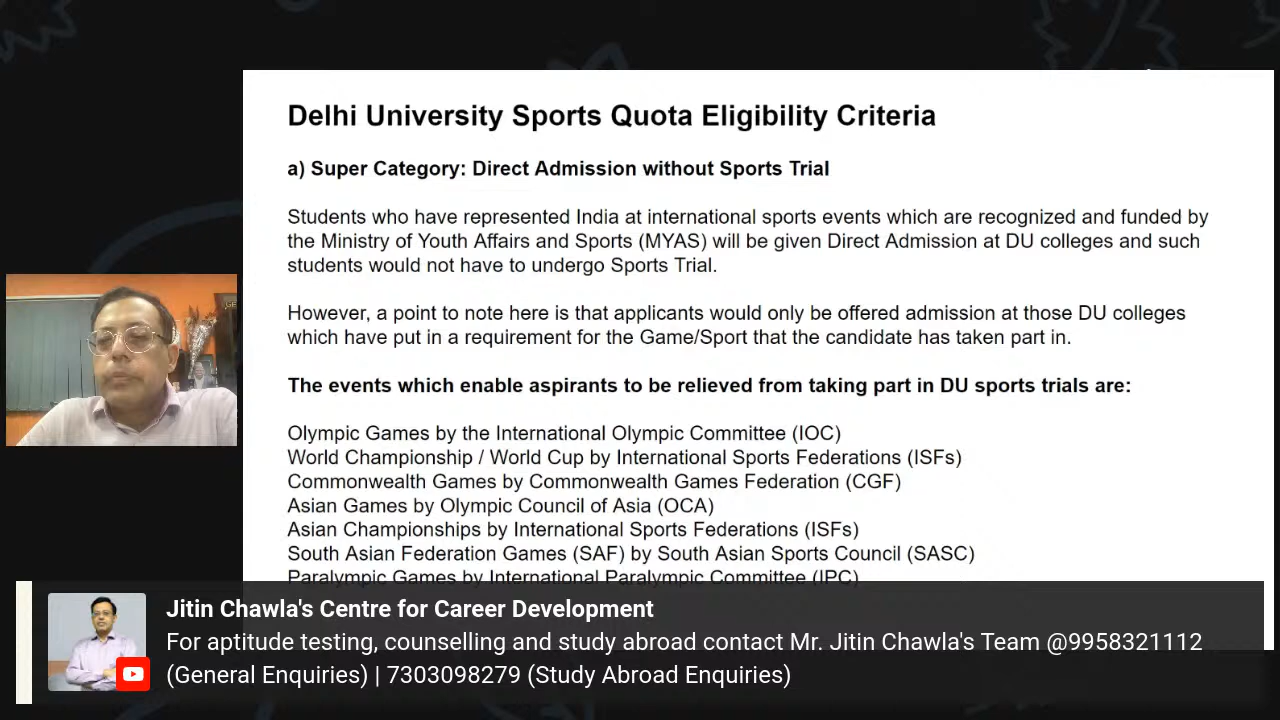 Delhi University Sports Quota Eligibility Criteria
a) Super Category: Direct Admission without Sports Trial
Students who have represented India at international sports events which are recognized and funded by
the Ministry of Youth Affairs and Sports (MYAS) will be given Direct Admission at DU colleges and such
students would not have to undergo Sports Trial.
However, a point to note here is that applicants would only be offered admission at those DU colleges
which have put in a requirement for the Game/Sport that the candidate has taken part in.
The events which enable aspirants to be relieved from taking part in DU sports trials are:
Olympic Games by the International Olympic Committee (IOC)
World Championship / World Cup by International Sports Federations (ISFs)
Commonwealth Games by Commonwealth Games Federation (CGF)
Asian Games by Olympic Council of Asia (OCA)
Asian Championships by International Sports Federations (ISFs)
South Asian Federation Games (SAF) by South Asian Sports Council (SASC)
Paralympic Games by International Paralympic Committee (IPC)
Jitin Chawla's Centre for Career Development
For aptitude testing, counselling and study abroad contact Mr. Jitin Chawla's Team @9958321112
(General Enquiries) | 7303098279 (Study Abroad Enquiries)